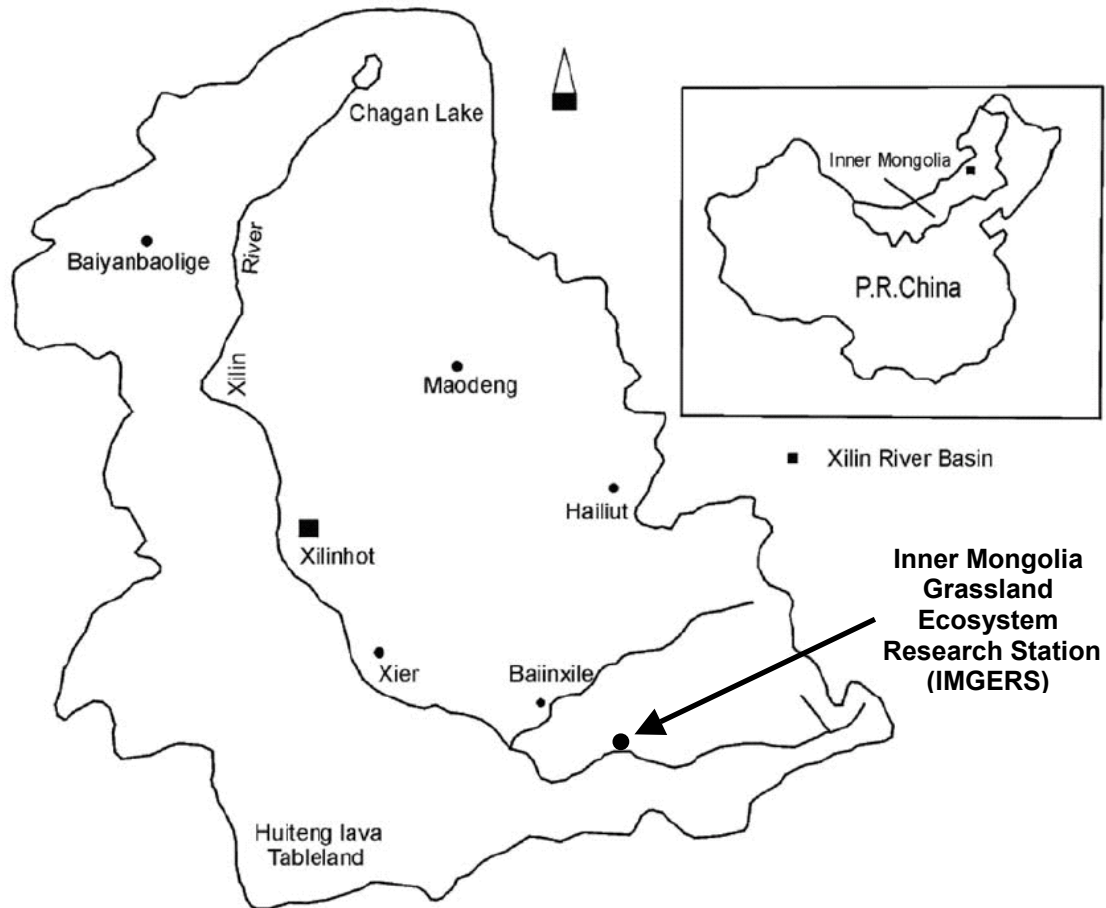 Chagan Lake
Inner Mongolia
Baiyanbaolige
River
P.R.China
Xilin
Maodeng
Xilin River Basin
Hailiut
Xilinhot
Inner Mongolia
Grassland
Ecosystem
Research Station
(IMGERS)
Xier
Baiinxile
Huiteng lava
Tableland